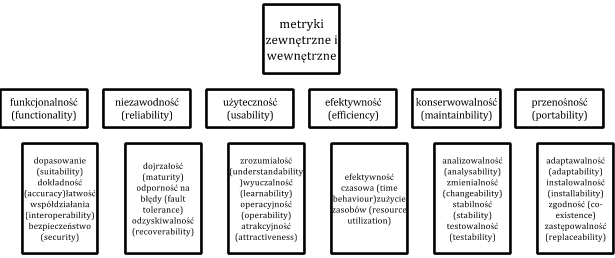 metryki
zewnętrzne i
wewnętrzne
funkcjonalność
(functionality)
niezawodność
(reliability)
użyteczność
(usability)
efektywność
(efficiency)
konserwowalność
(maintainbility)
przenośność
(portability)
dopasowanie
(suitability)
dokładność
(accuracy)łatwość
współdziałania
(interoperability)
bezpieczeństwo
(security)
dojrzałość
(maturity)
odporność na
błędy (fault
tolerance)
odzyskiwalność
(recoverability)
zrozumiałość
(understandability
)wyuczalność
(learnability)
operacyjność
(operability)
atrakcyjność
(attractiveness)
efektywność
czasowa (time
behaviour)zużycie
zasobów (resource
utilization)
analizowalność
(analysability)
zmienialność
(changeability)
stabilność
(stability)
testowalność
(testability)
adaptawalność
(adaptability)
instalowalność
(installability)
zgodność (co-
existence)
zastępowalność
(replaceability)